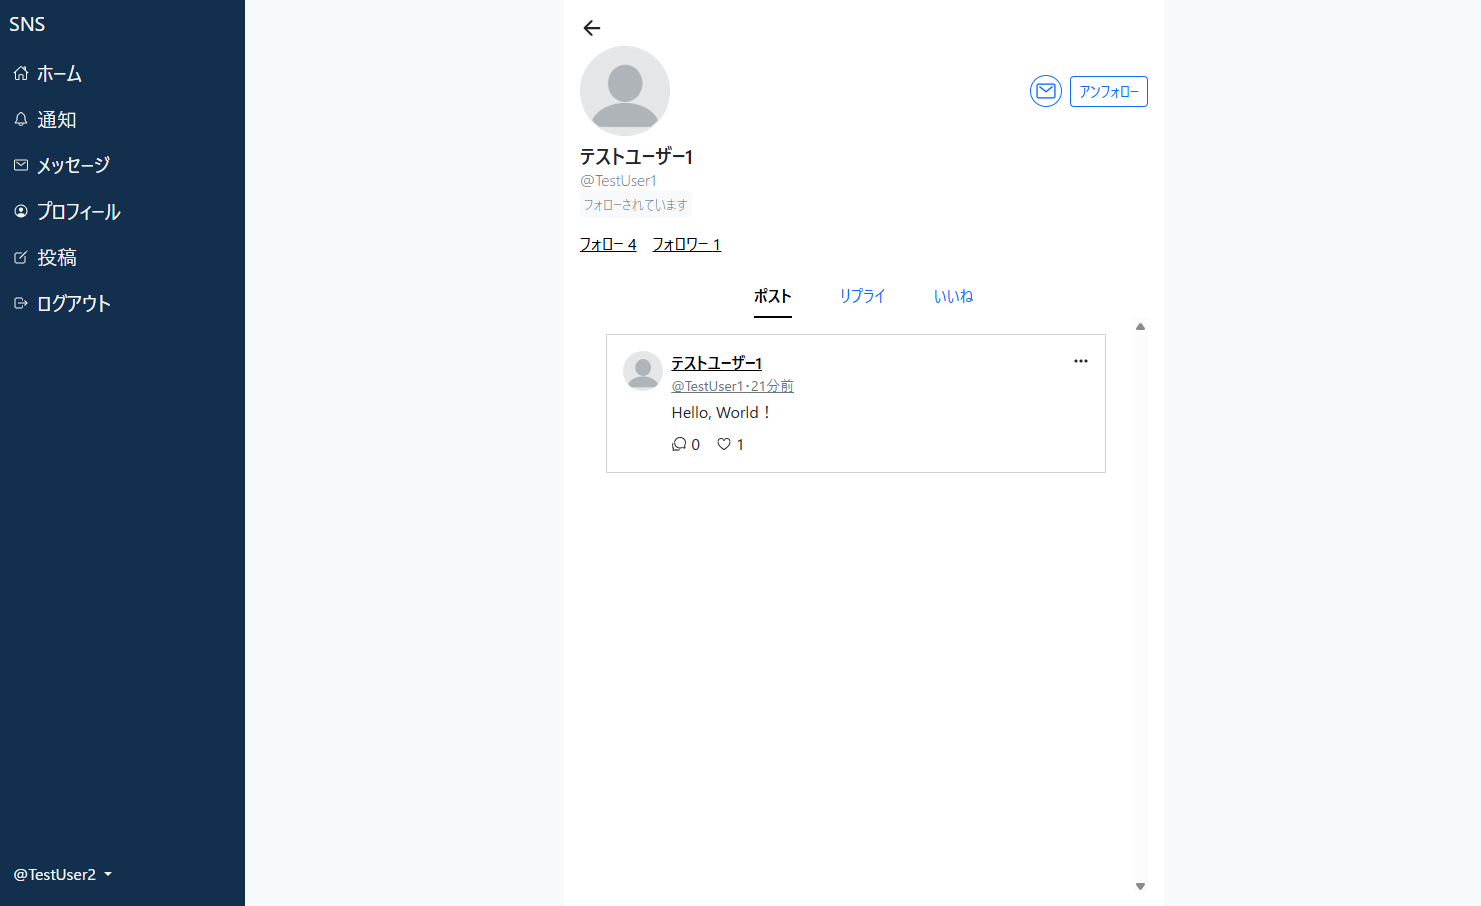 SNS
ホーム
通知
メッセージ
プロフィール
投稿
ログアウト
@TestUser2
アンフォロー
テストユーザー1
@TestUser1
フォローされています
フォロー 4 フォロワー 1
ポスト リプライ いいね
テストユーザー1
@TestUser1・21分前
Hello, World！
0 1